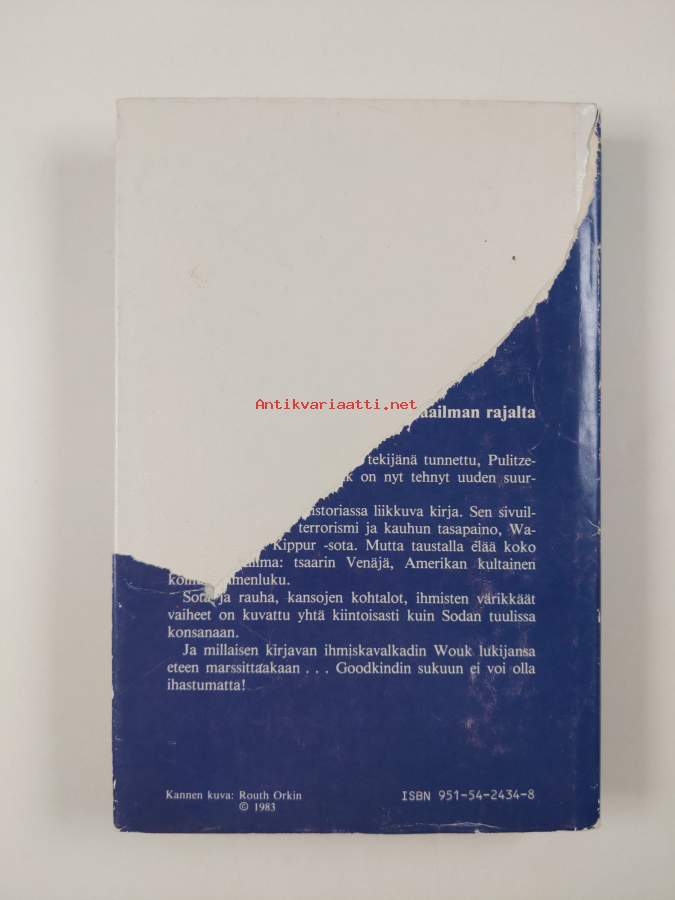 Antikvariaatti.net
maailman rajalta
tekijänä tunnettu, Pulitze-
on nyt tehnyt uuden suur-
historiassa liikkuva kirja. Sen sivuil-
terrorismi ja kauhun tasapaino, Wa-
Kippur -sota. Mutta taustalla elää koko
tsaarin Venäjä, Amerikan kultainen
Sota ja rauha, kansojen kohtalot, ihmisten värikkäät
vaiheet on kuvattu yhtä kiintoisasti kuin Sodan tuulissa
konsanaan.
Ja millaisen kirjavan ihmiskavalkadin Wouk lukijansa
eteen marssittaakaan . . . Goodkindin sukuun ei voi olla
ihastumatta!
Kannen kuva: Routh Orkin
© 1983
ISBN 951-54-2434-8